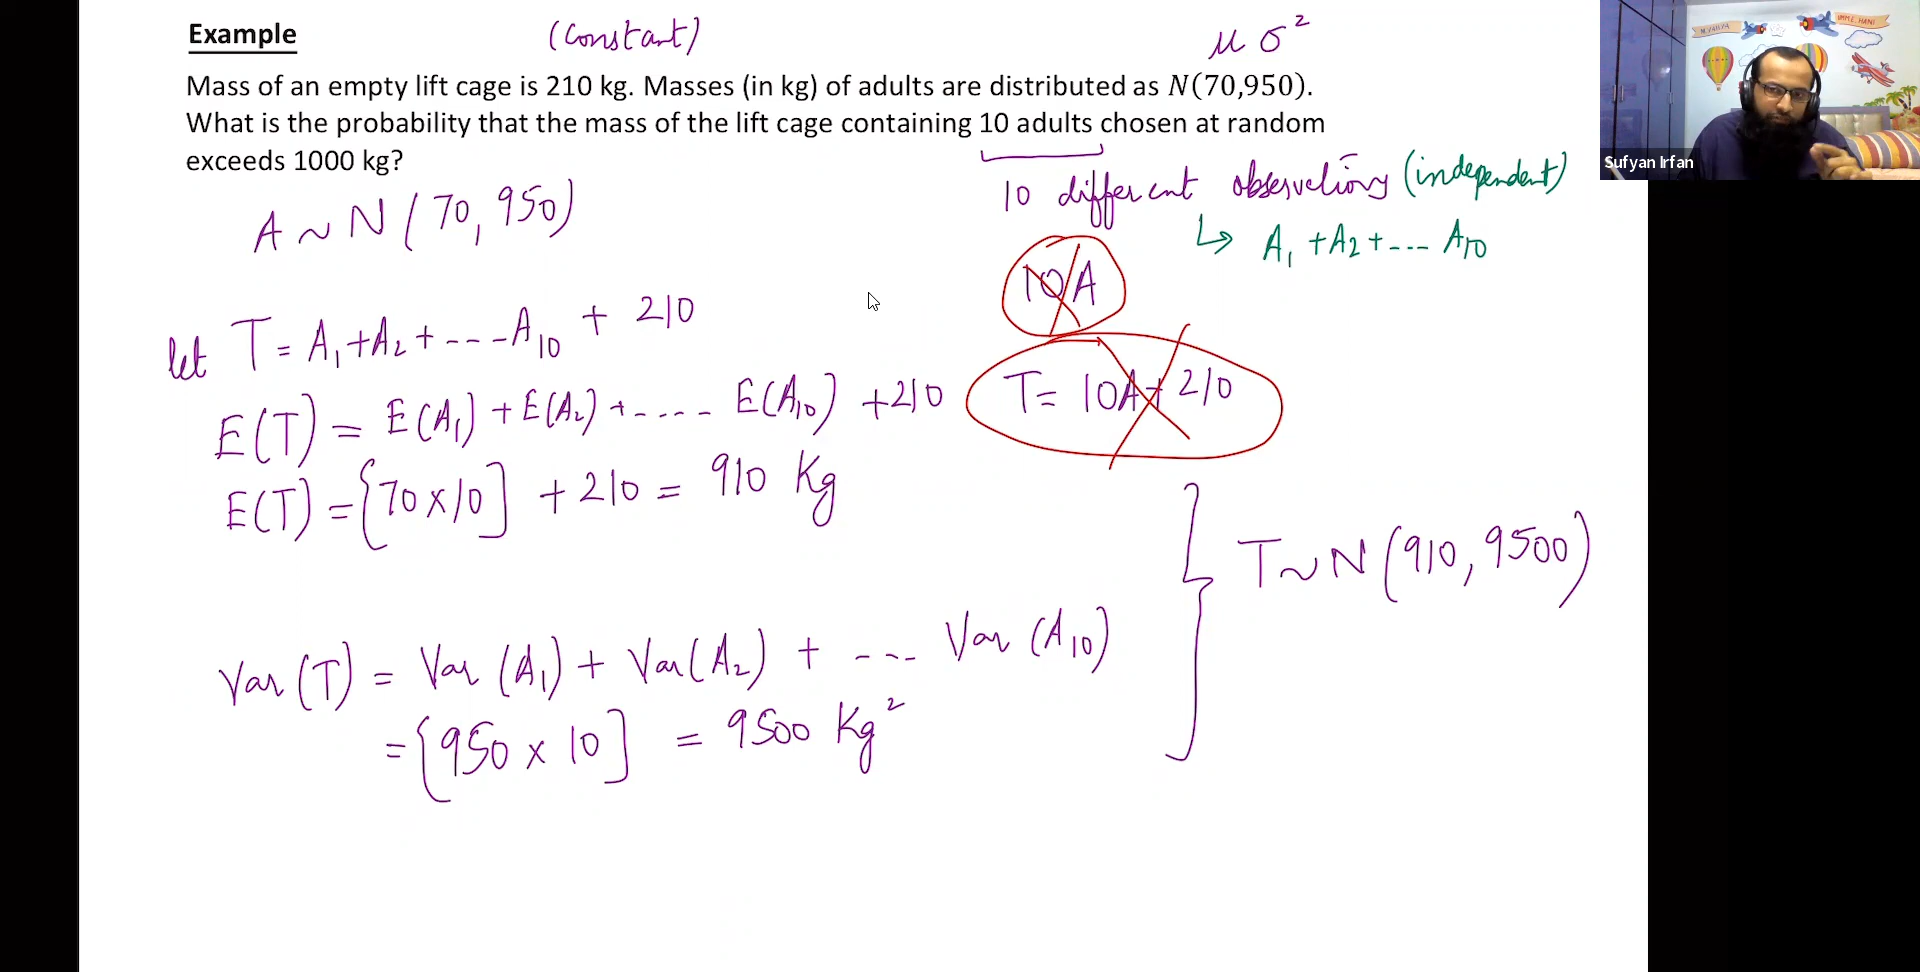 Example
(Constant)
μ σ²
Mass of an empty lift cage is 210 kg. Masses (in kg) of adults are distributed as N(70,950).
What is the probability that the mass of the lift cage containing 10 adults chosen at random
exceeds 1000 kg?
Sufyan Irfan
10 different observations (independent)
↳ A₁ + A₂ + --- A₁₀
A ~ N(70, 950)
10A
let T = A₁ + A₂ + --- A₁₀ + 210
T = 10A + 210
E(T) = E(A₁) + E(A₂) + ---- E(A₁₀) + 210
E(T) = [70 × 10] + 210 = 910 Kg
T ~ N(910, 9500)
Var(T) = Var(A₁) + Var(A₂) + --- Var(A₁₀)
= [950 × 10] = 9500 Kg²